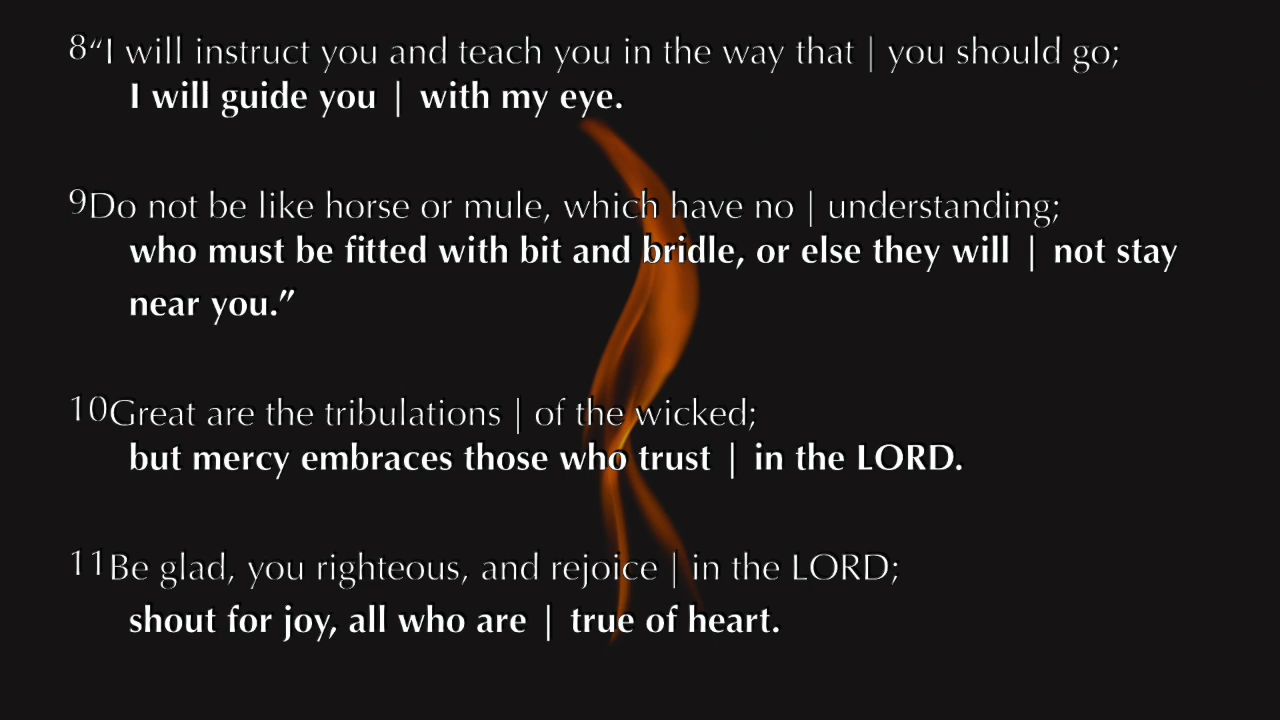 8“I will instruct you and teach you in the way that | you should go;
I will guide you | with my eye.
9Do not be like horse or mule, which have no | understanding;
who must be fitted with bit and bridle, or else they will | not stay
near you.”
10Great are the tribulations | of the wicked;
but mercy embraces those who trust | in the LORD.
11Be glad, you righteous, and rejoice | in the LORD;
shout for joy, all who are | true of heart.